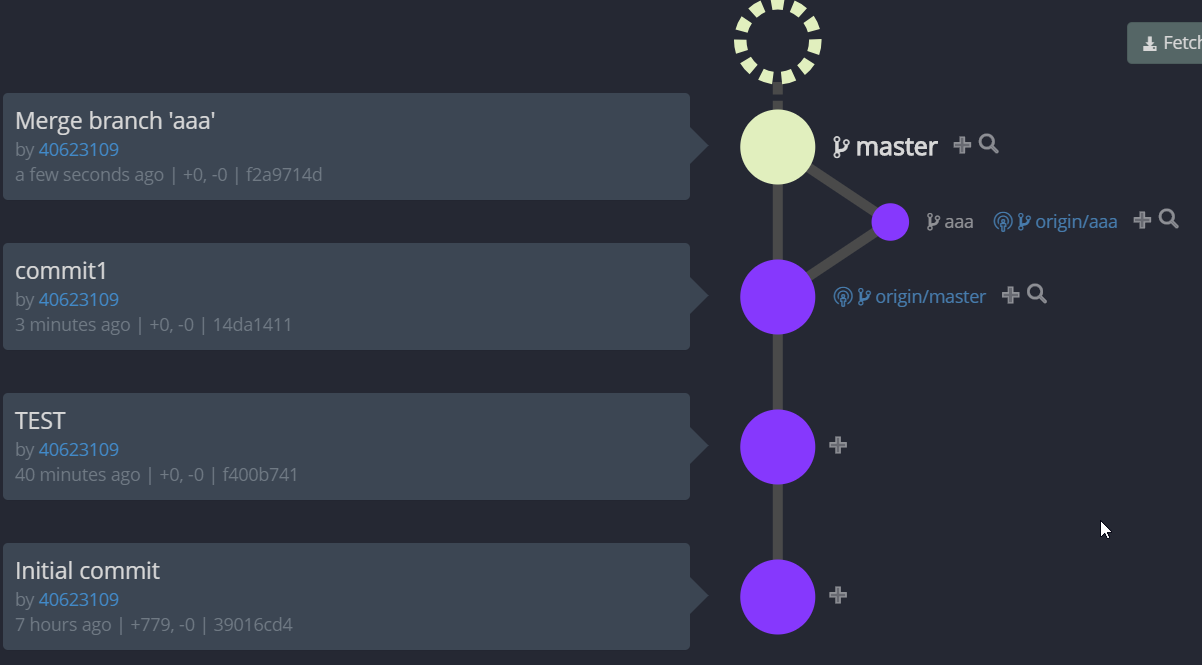 Fetch
Merge branch 'aaa'
by 40623109
a few seconds ago | +0, -0 | f2a9714d
master
aaa origin/aaa
commit1
by 40623109
3 minutes ago | +0, -0 | 14da1411
origin/master
TEST
by 40623109
40 minutes ago | +0, -0 | f400b741
Initial commit
by 40623109
7 hours ago | +779, -0 | 39016cd4